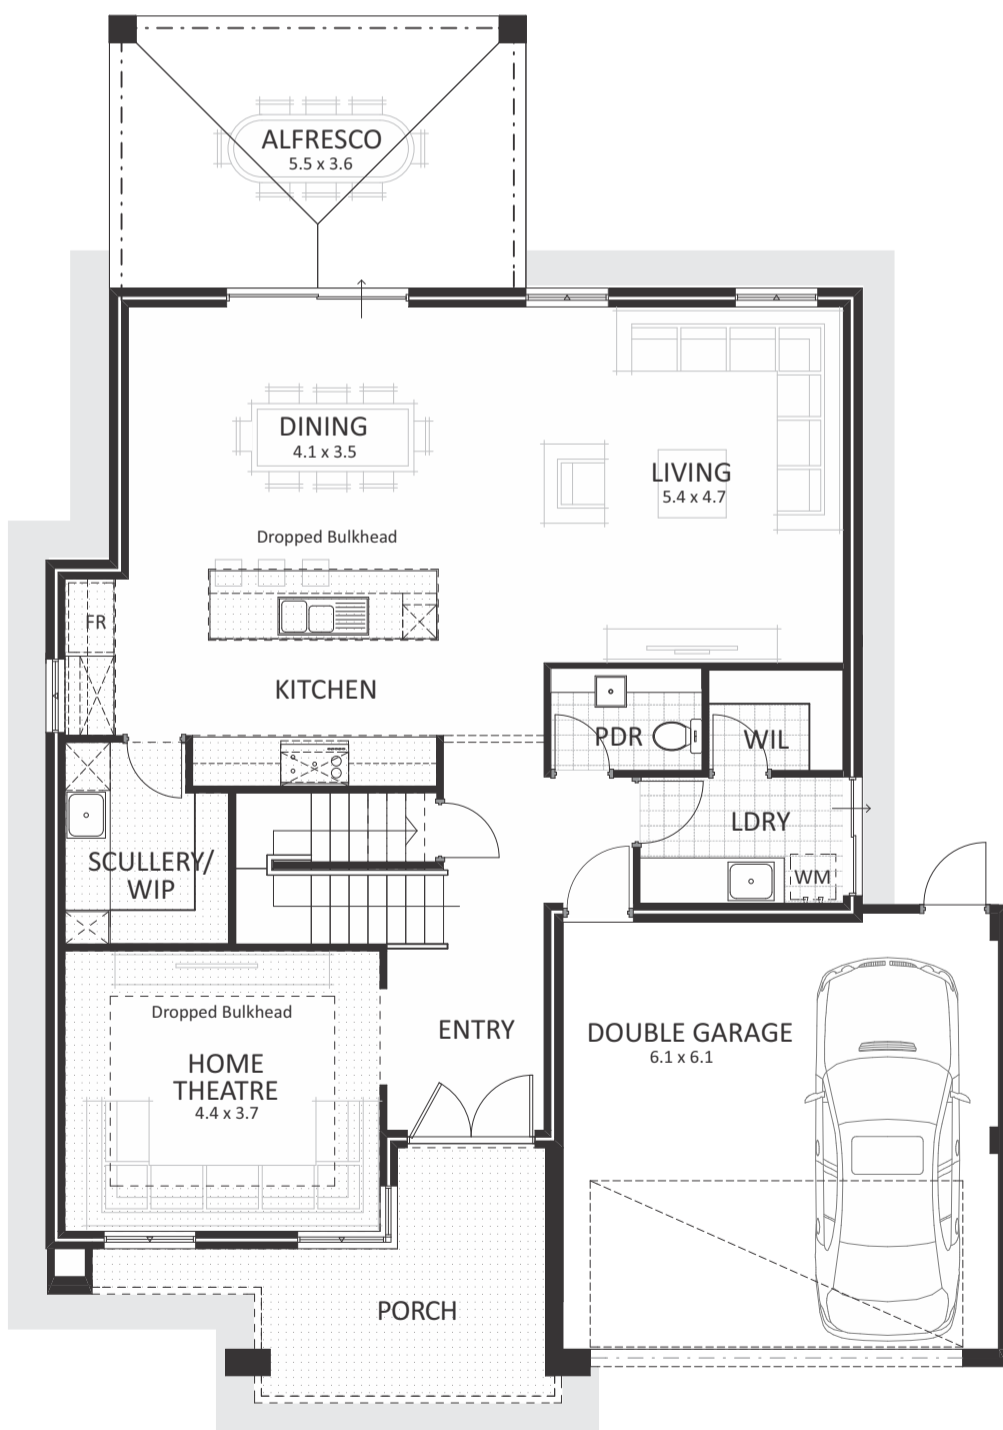 ALFRESCO
5.5 x 3.6
DINING
4.1 x 3.5
LIVING
5.4 x 4.7
Dropped Bulkhead
FR
KITCHEN
PDR
WIL
LDRY
SCULLERY/
WIP
WM
Dropped Bulkhead
HOME
THEATRE
4.4 x 3.7
ENTRY
DOUBLE GARAGE
6.1 x 6.1
PORCH